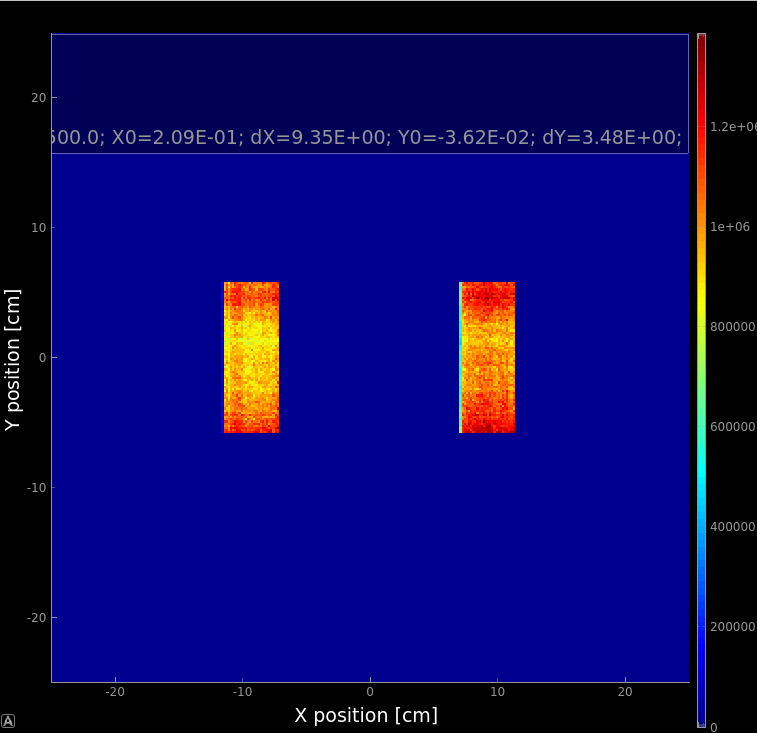 20
500.0; X0=2.09E-01; dX=9.35E+00; Y0=-3.62E-02; dY=3.48E+00;
10
0
-10
-20
Y position [cm]
-20 -10 0 10 20
X position [cm]
1.2e+06
1e+06
800000
600000
400000
200000
0
A